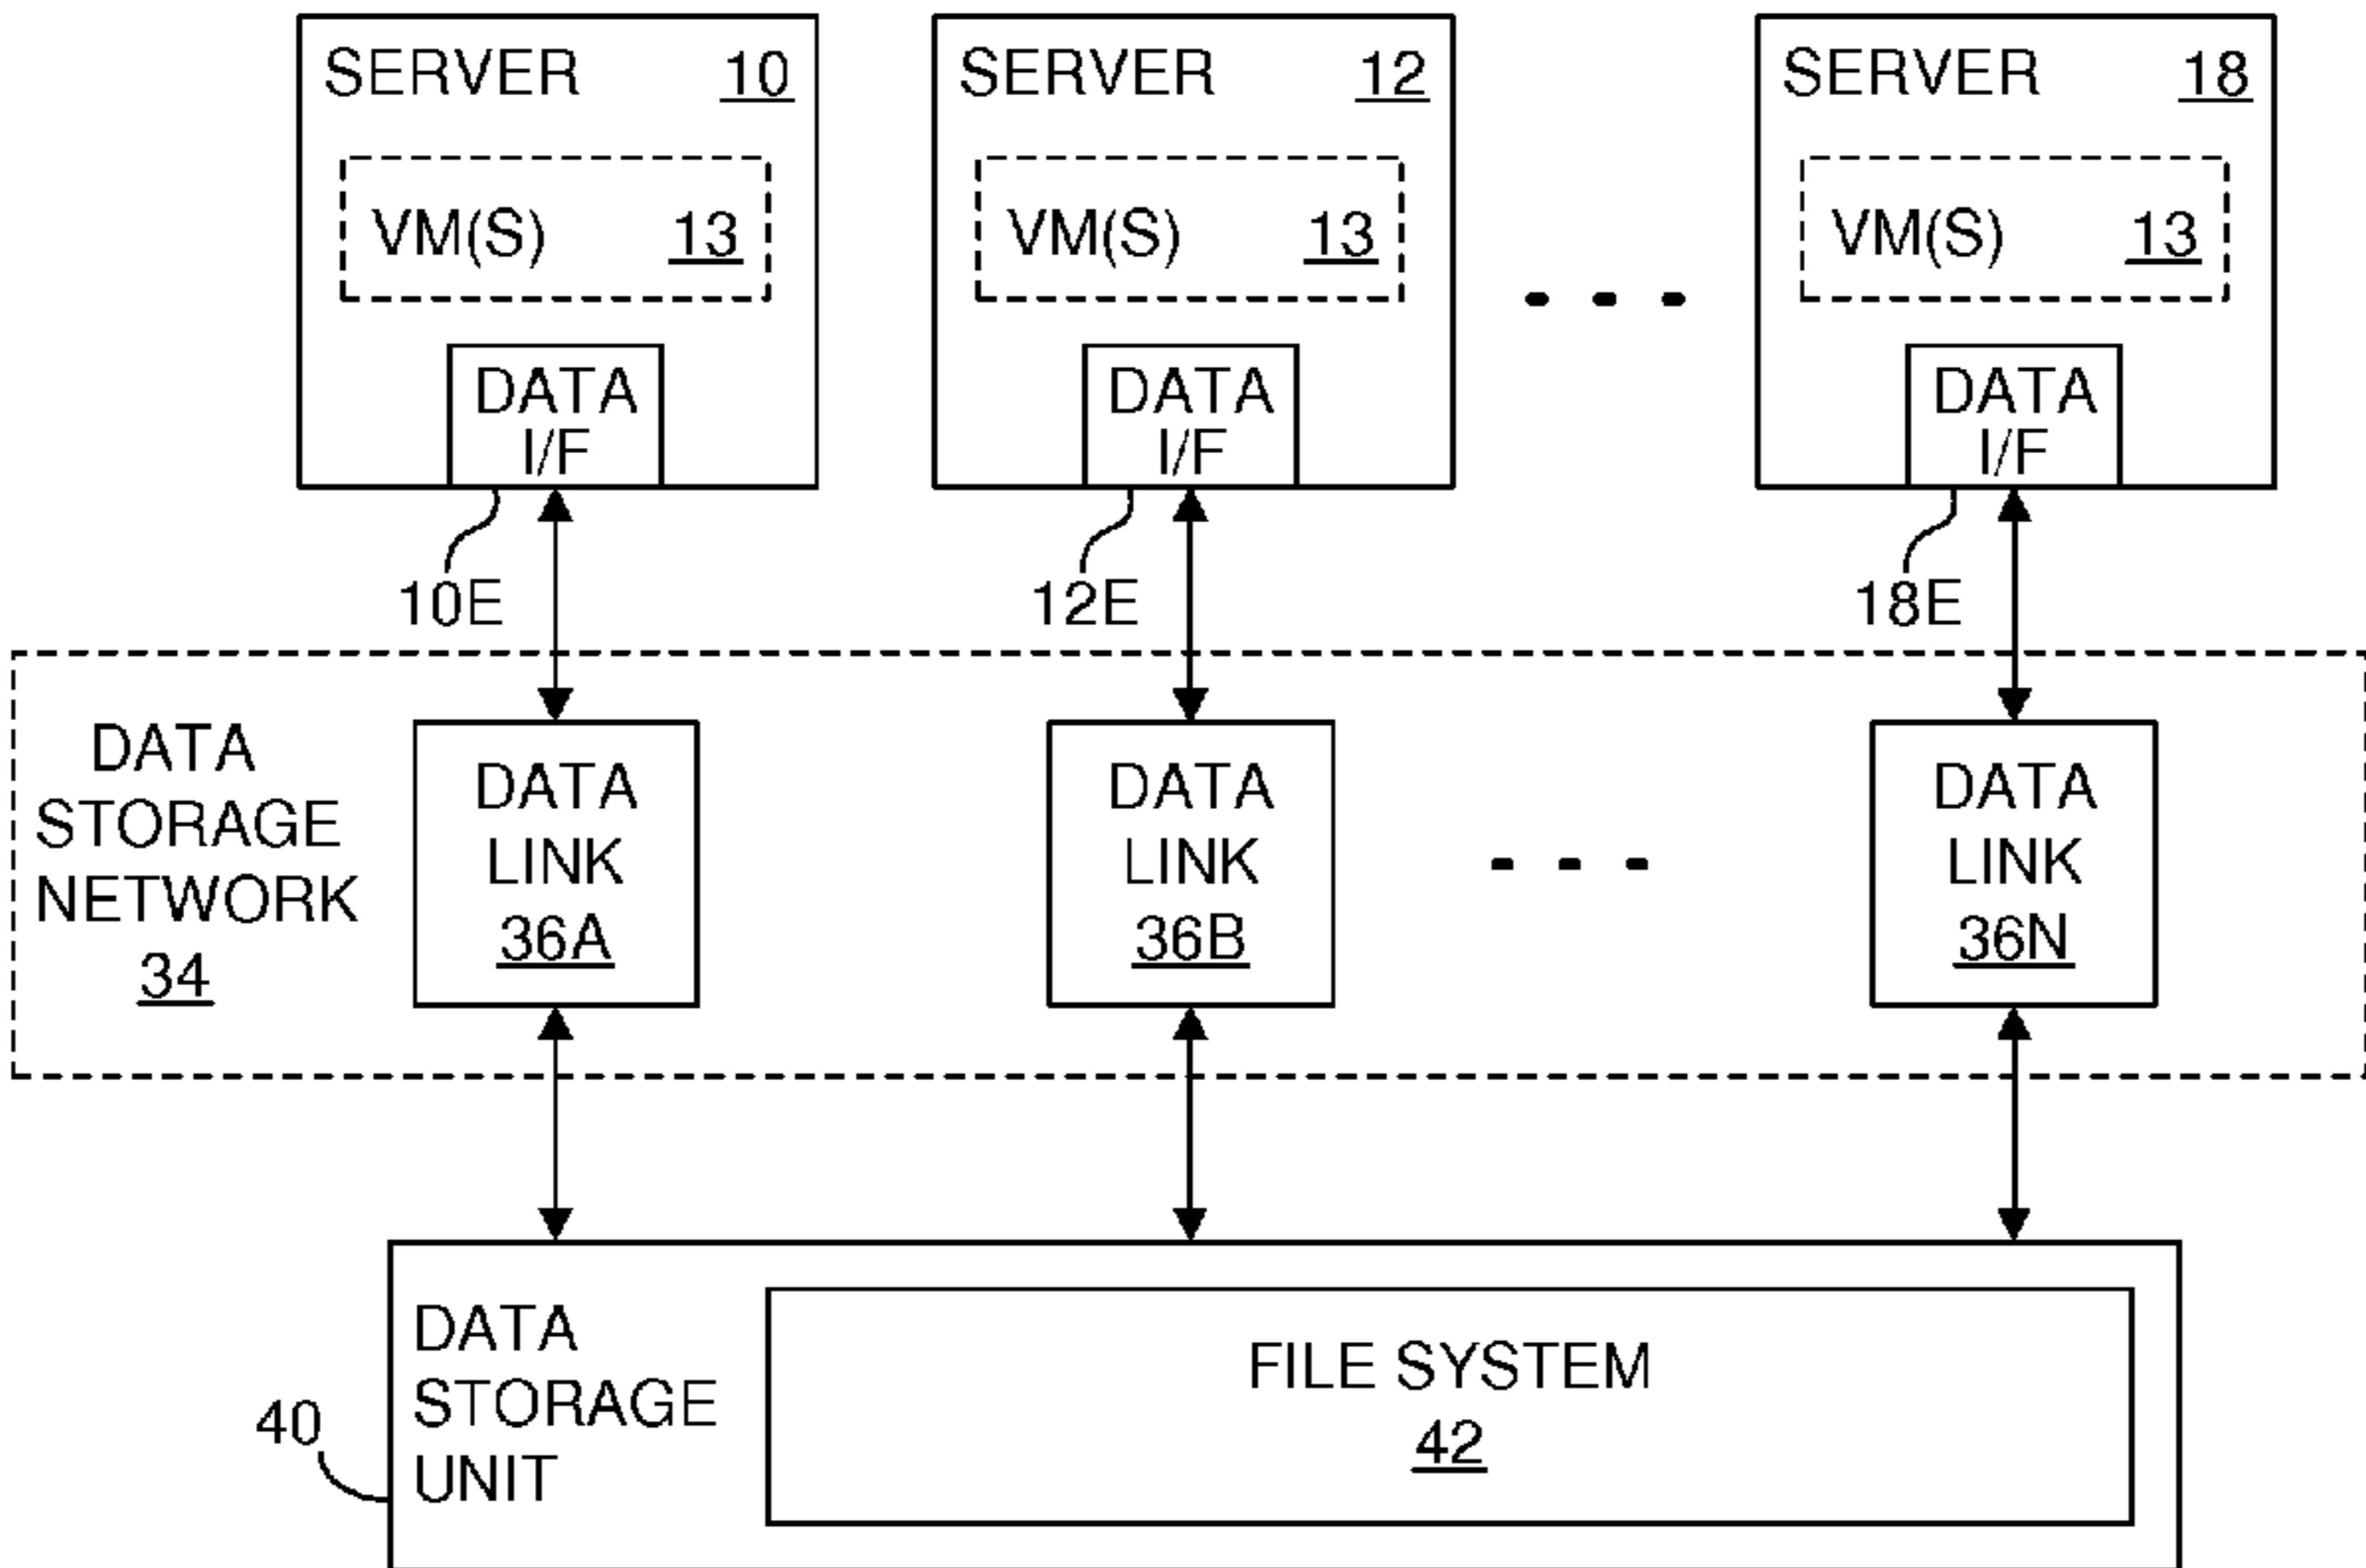 SERVER 10
VM(S) 13
DATA
I/F
10E
SERVER 12
VM(S) 13
DATA
I/F
12E
SERVER 18
VM(S) 13
DATA
I/F
18E
DATA
STORAGE
NETWORK
34
DATA
LINK
36A
DATA
LINK
36B
DATA
LINK
36N
40
DATA
STORAGE
UNIT
FILE SYSTEM
42